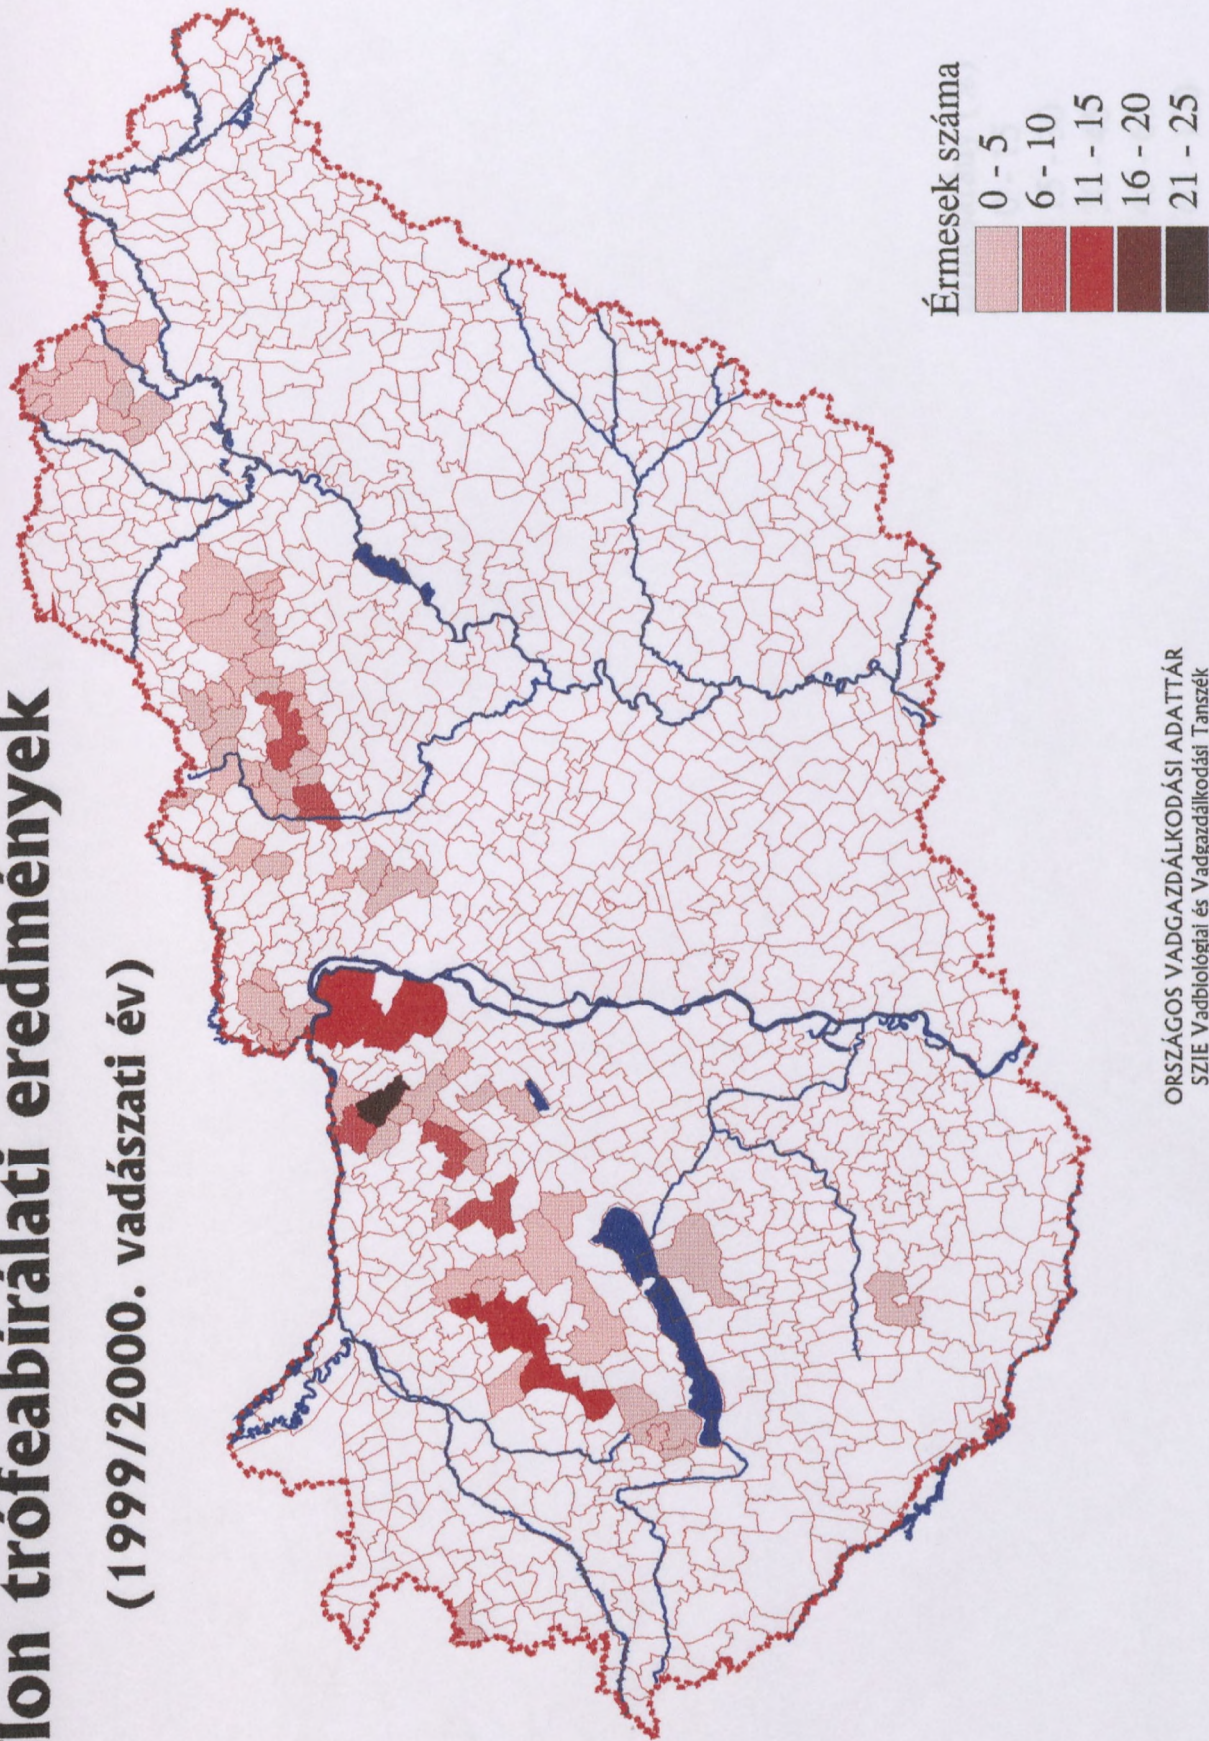 trófeabírálati eredmények
(1999/2000. vadászati év)
Érmesek száma
0 - 5
6 - 10
11 - 15
16 - 20
21 - 25
ORSZÁGOS VADGAZDÁLKODÁSI ADATTÁR
SZIE Vadbiológiai és Vadgazdálkodási Tanszék